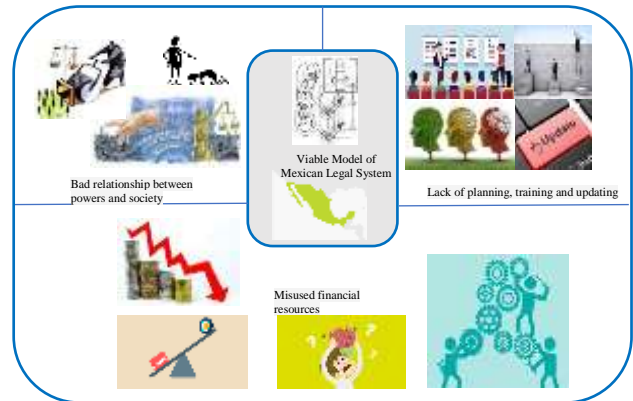 Viable Model of
Mexican Legal System
Bad relationship between
powers and society
Lack of planning, training and updating
Update
Misused financial
resources